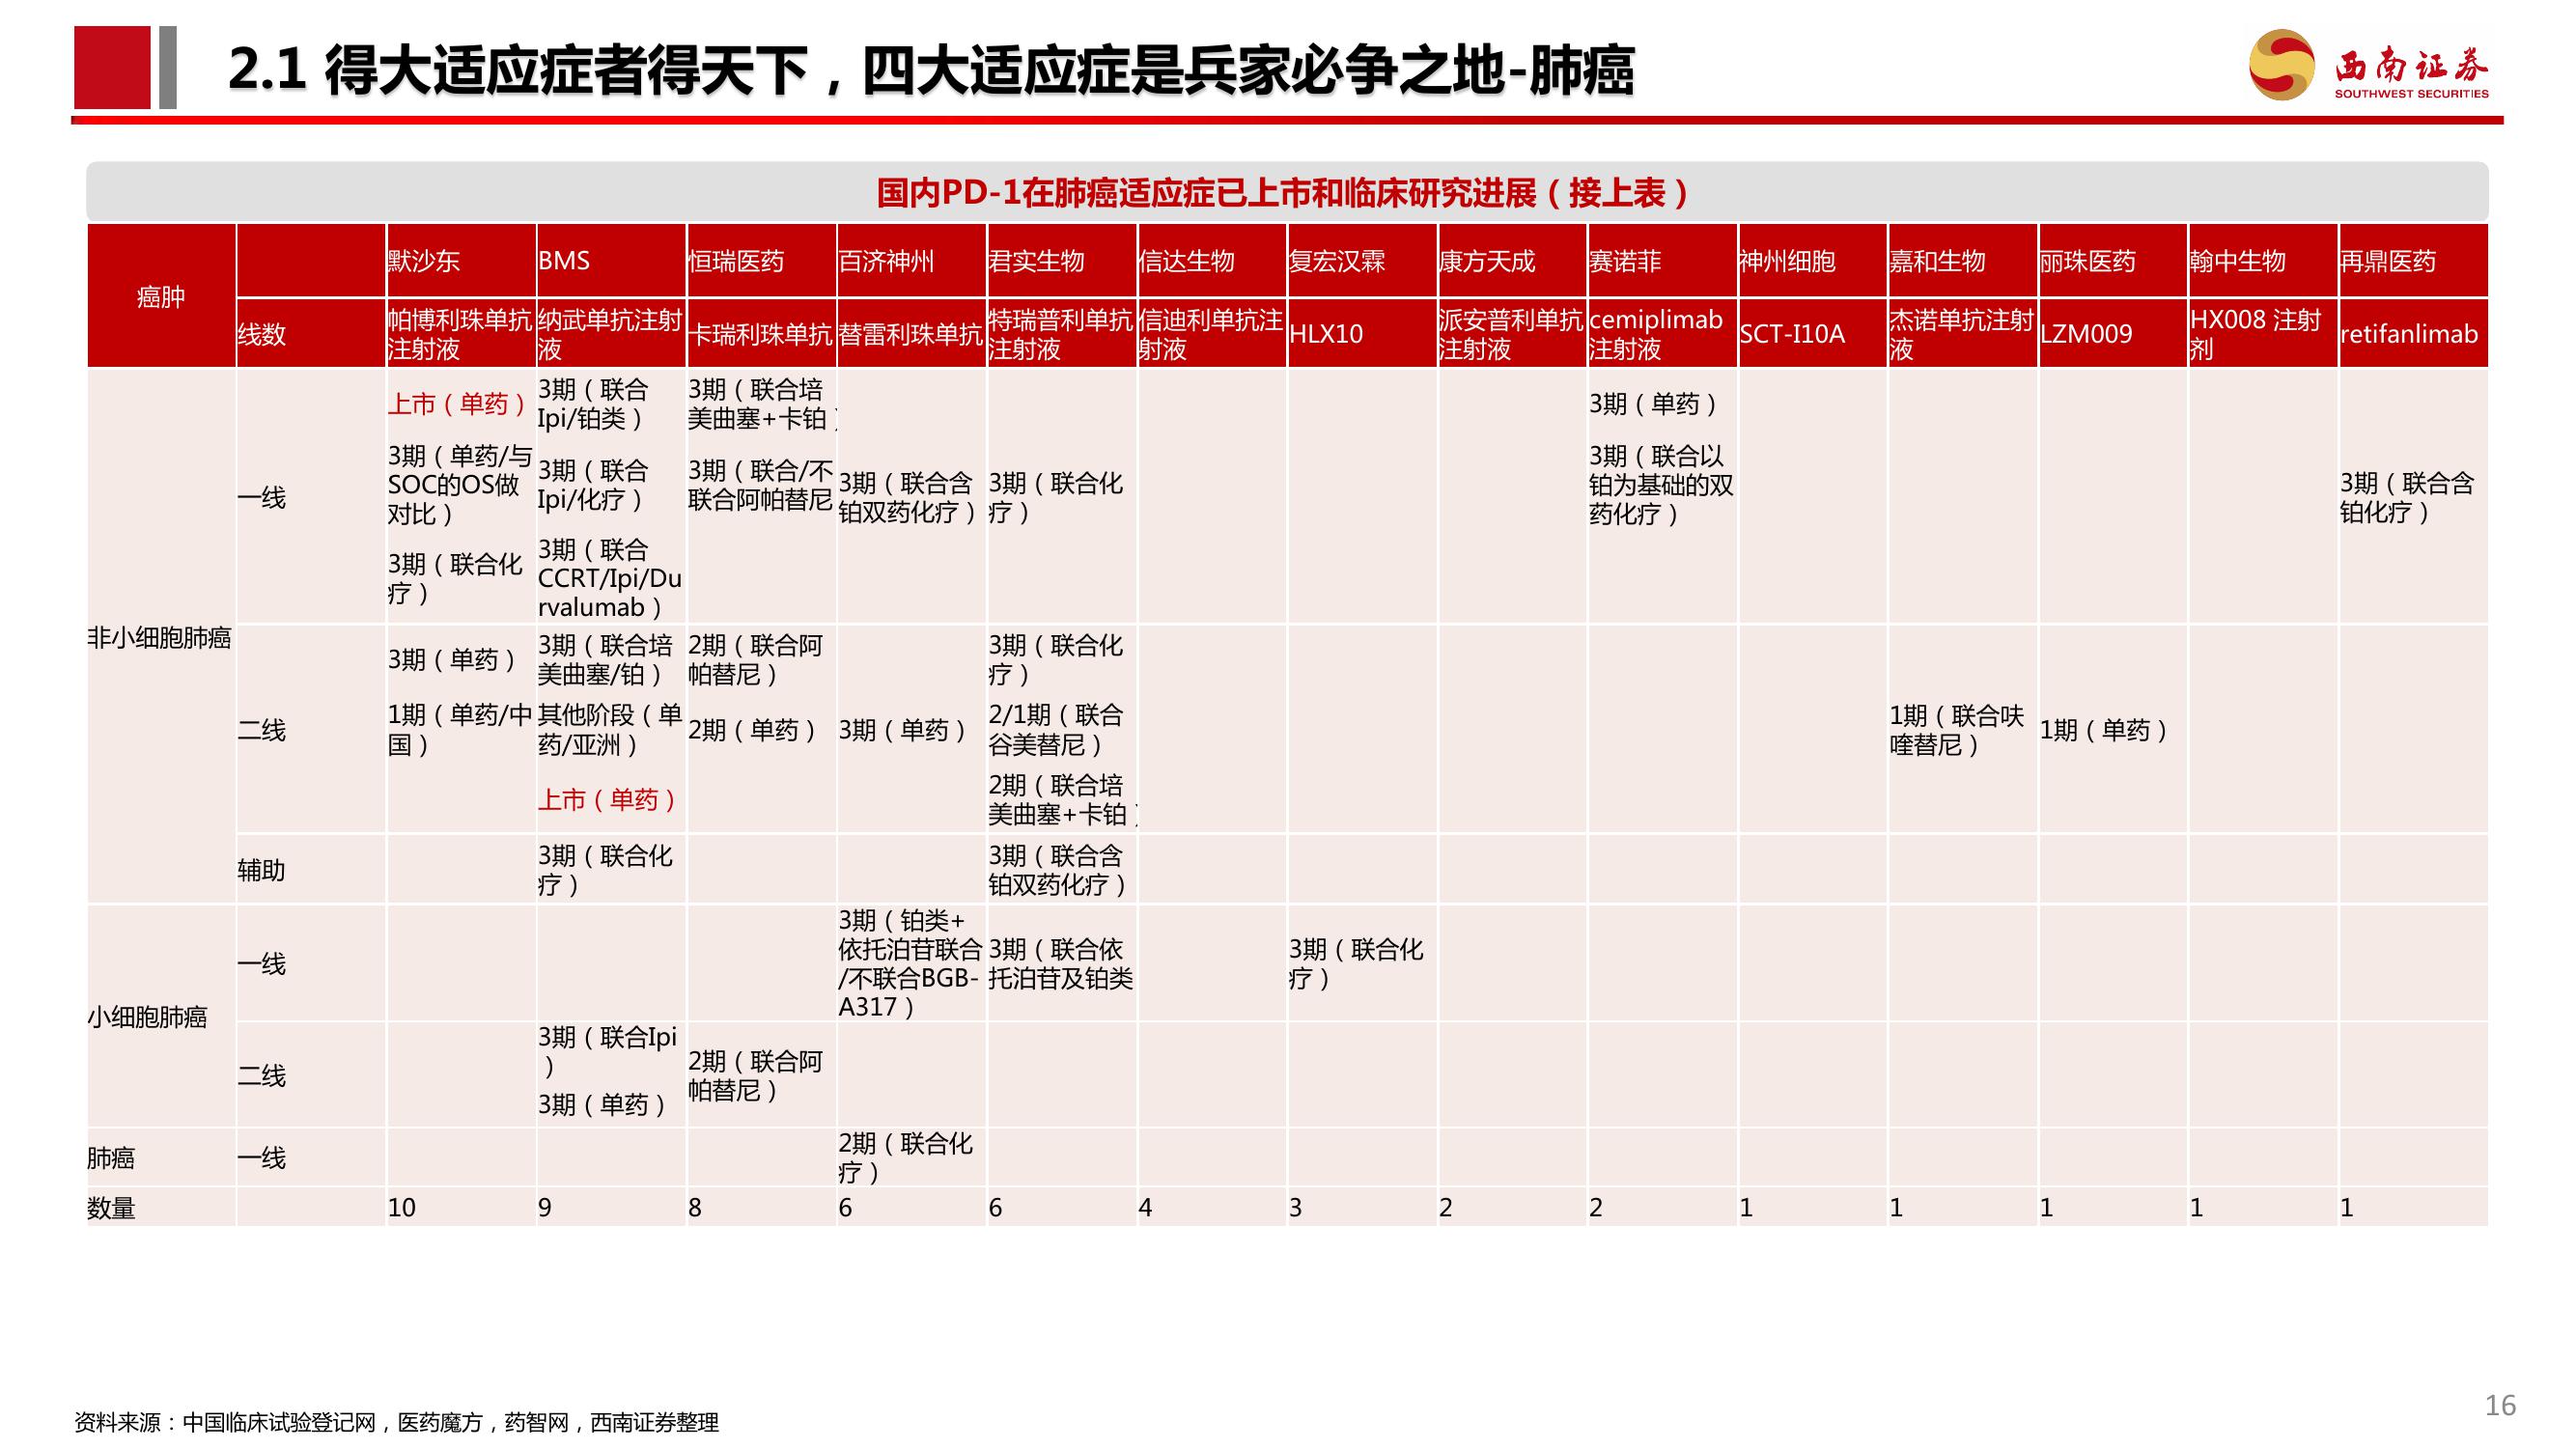 2.1 得大适应症者得天下，四大适应症是兵家必争之地-肺癌
西南证券
SOUTHWEST SECURITIES
国内PD-1在肺癌适应症已上市和临床研究进展（接上表）
癌肿
默沙东
BMS
恒瑞医药
百济神州
君实生物
信达生物
复宏汉霖
康方天成
赛诺菲
神州细胞
嘉和生物
丽珠医药
翰中生物
再鼎医药
线数
帕博利珠单抗
注射液
纳武单抗注射
液
卡瑞利珠单抗
替雷利珠单抗
特瑞普利单抗
注射液
信迪利单抗注
射液
HLX10
派安普利单抗
注射液
cemiplimab
注射液
SCT-I10A
杰诺单抗注射
液
LZM009
HX008 注射
剂
retifanlimab
非小细胞肺癌
一线
上市（单药）
3期（单药/与
SOC的OS做
对比）
3期（联合化
疗）
3期（联合
Ipi/铂类）
3期（联合
Ipi/化疗）
3期（联合
CCRT/Ipi/Du
rvalumab）
3期（联合培
美曲塞+卡铂）
3期（联合/不
联合阿帕替尼
3期（联合含
铂双药化疗）
3期（联合化
疗）
3期（单药）
3期（联合以
铂为基础的双
药化疗）
3期（联合含
铂化疗）
二线
3期（单药）
1期（单药/中
国）
3期（联合培
美曲塞/铂）
其他阶段（单
药/亚洲）
上市（单药）
2期（联合阿
帕替尼）
2期（单药）
3期（单药）
3期（联合化
疗）
2/1期（联合
谷美替尼）
2期（联合培
美曲塞+卡铂）
1期（联合呋
喹替尼）
1期（单药）
辅助
3期（联合化
疗）
3期（联合含
铂双药化疗）
小细胞肺癌
一线
3期（铂类+
依托泊苷联合
/不联合BGB-
A317）
3期（联合依
托泊苷及铂类
3期（联合化
疗）
二线
3期（联合Ipi
）
3期（单药）
2期（联合阿
帕替尼）
肺癌
一线
2期（联合化
疗）
数量
10
9
8
6
6
4
3
2
2
1
1
1
1
1
资料来源：中国临床试验登记网，医药魔方，药智网，西南证券整理
16